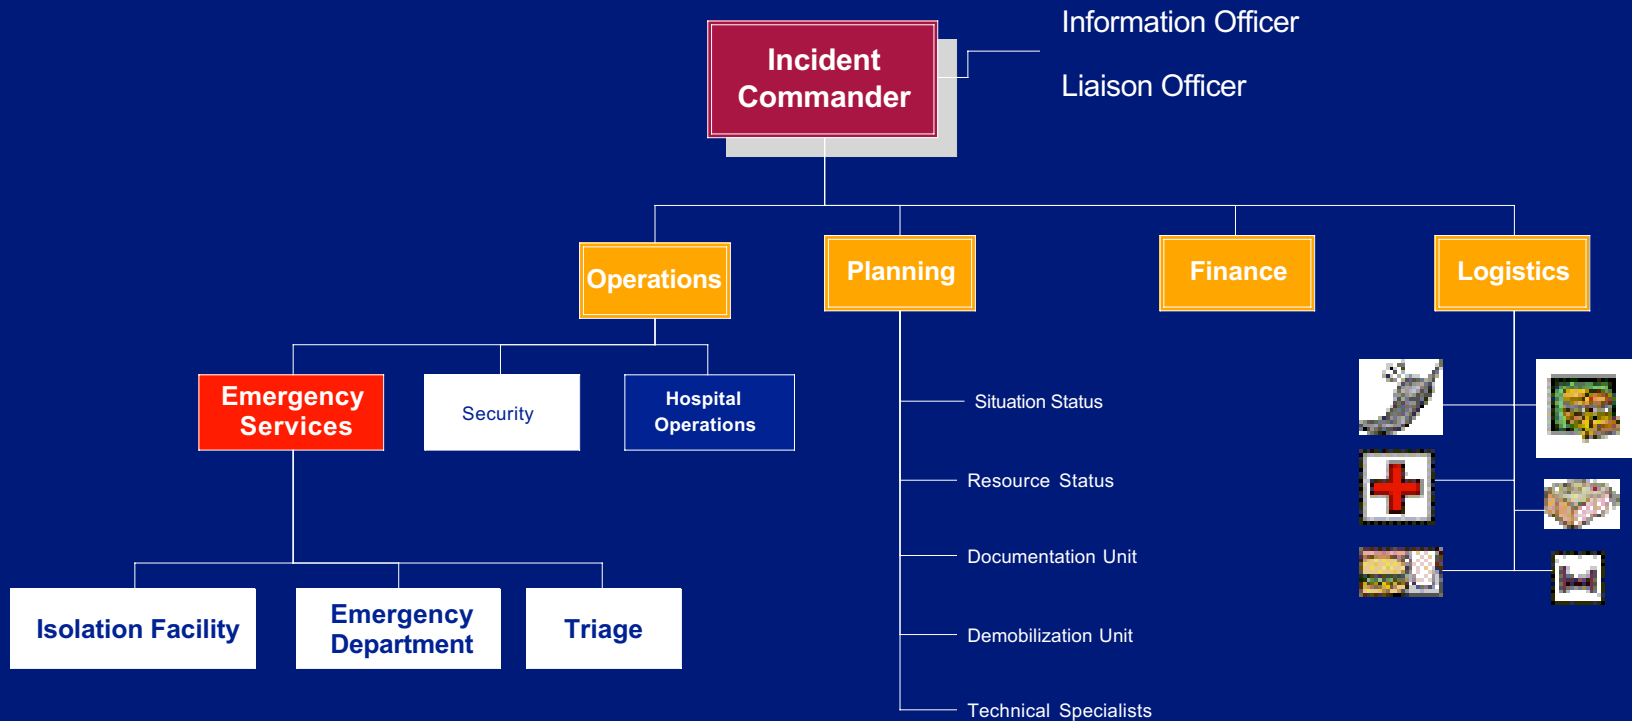 Information Officer
Incident
Commander
Liaison Officer
Operations
Planning
Finance
Logistics
Emergency
Services
Security
Hospital
Operations
Situation Status
Resource Status
Documentation Unit
Isolation Facility
Emergency
Department
Triage
Demobilization Unit
Technical Specialists